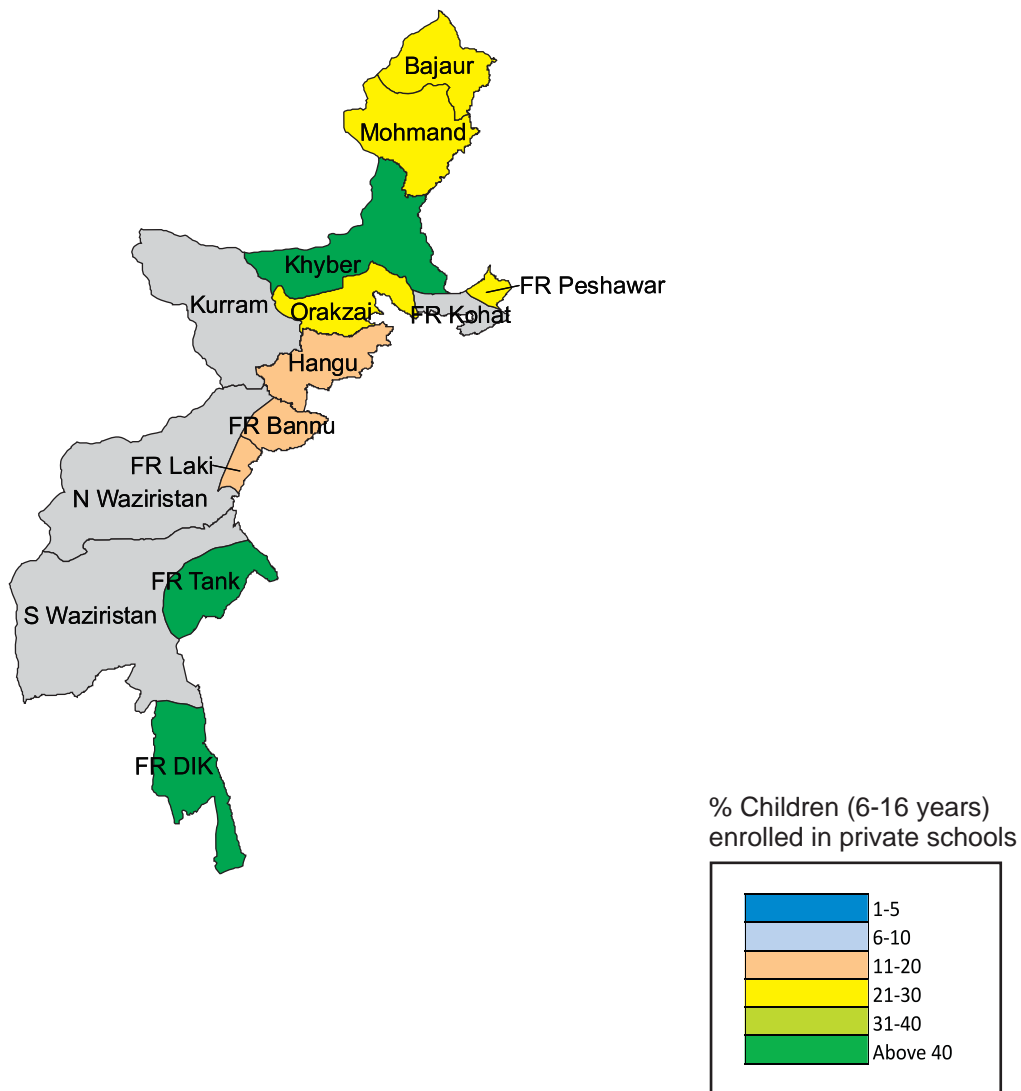 Bajaur
Mohmand
Khyber
FR Peshawar
Kurram
Orakzai
FR Kohat
Hangu
FR Bannu
FR Laki
N Waziristan
FR Tank
S Waziristan
FR DIK
% Children (6-16 years)
enrolled in private schools
1-5
6-10
11-20
21-30
31-40
Above 40